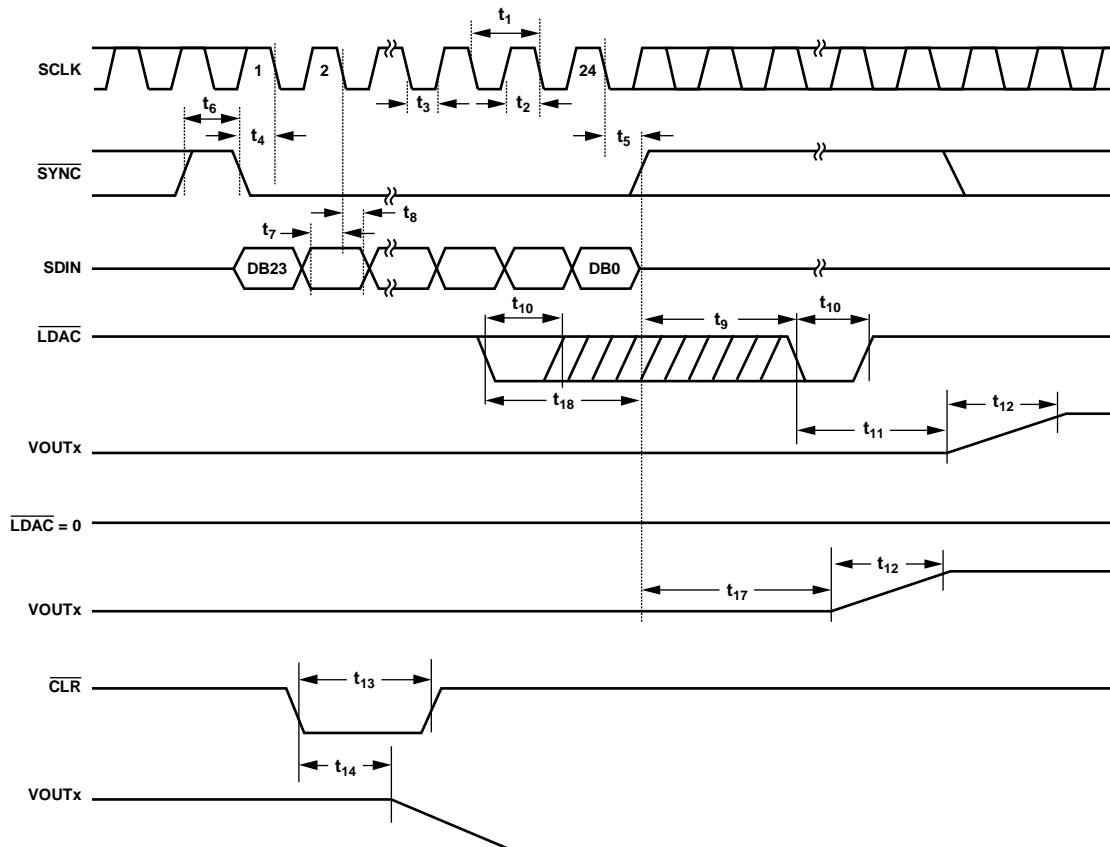 t1
SCLK
1
2
24
t3
t2
t6
t4
t5
SYNC
t8
t7
SDIN
DB23
DB0
t10
t9
t10
LDAC
t18
t12
t11
VOUTx
LDAC = 0
t12
t17
VOUTx
CLR
t13
t14
VOUTx